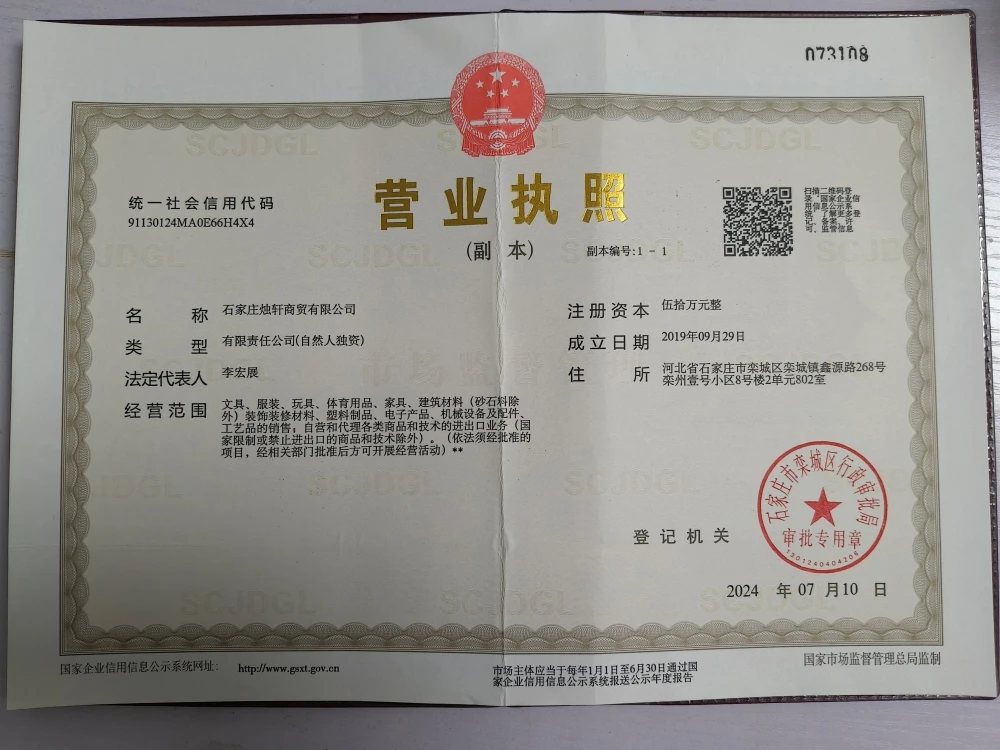 073108
统一社会信用代码
91130124MA0E66H4X4
营业执照
(副 本)
副本编号:1 - 1
扫描二维码登
录“国家企业信
用信息公示系
统”了解更多登
记、备案、许
可、监管信息
名 称 石家庄烛轩商贸有限公司
类 型 有限责任公司(自然人独资)
法定代表人 李宏展
经营范围 文具、服装、玩具、体育用品、家具、建筑材料(砂石料除
外)装饰装修材料、塑料制品、电子产品、机械设备及配件、
工艺品的销售;自营和代理各类商品和技术的进出口业务(国
家限制或禁止进出口的商品和技术除外)。(依法须经批准的
项目,经相关部门批准后方可开展经营活动)**
注册资本 伍拾万元整
成立日期 2019年09月29日
住 所 河北省石家庄市栾城区栾城镇鑫源路268号
栾州壹号小区8号楼2单元802室
登记机关
石家庄市栾城区行政审批局
审批专用章
1301240404206
2024 年 07 月 10 日
国家企业信用信息公示系统网址: http://www.gsxt.gov.cn
市场主体应当于每年1月1日至6月30日通过国
家企业信用信息公示系统报送公示年度报告
国家市场监督管理总局监制
SCJDGL
市场监督